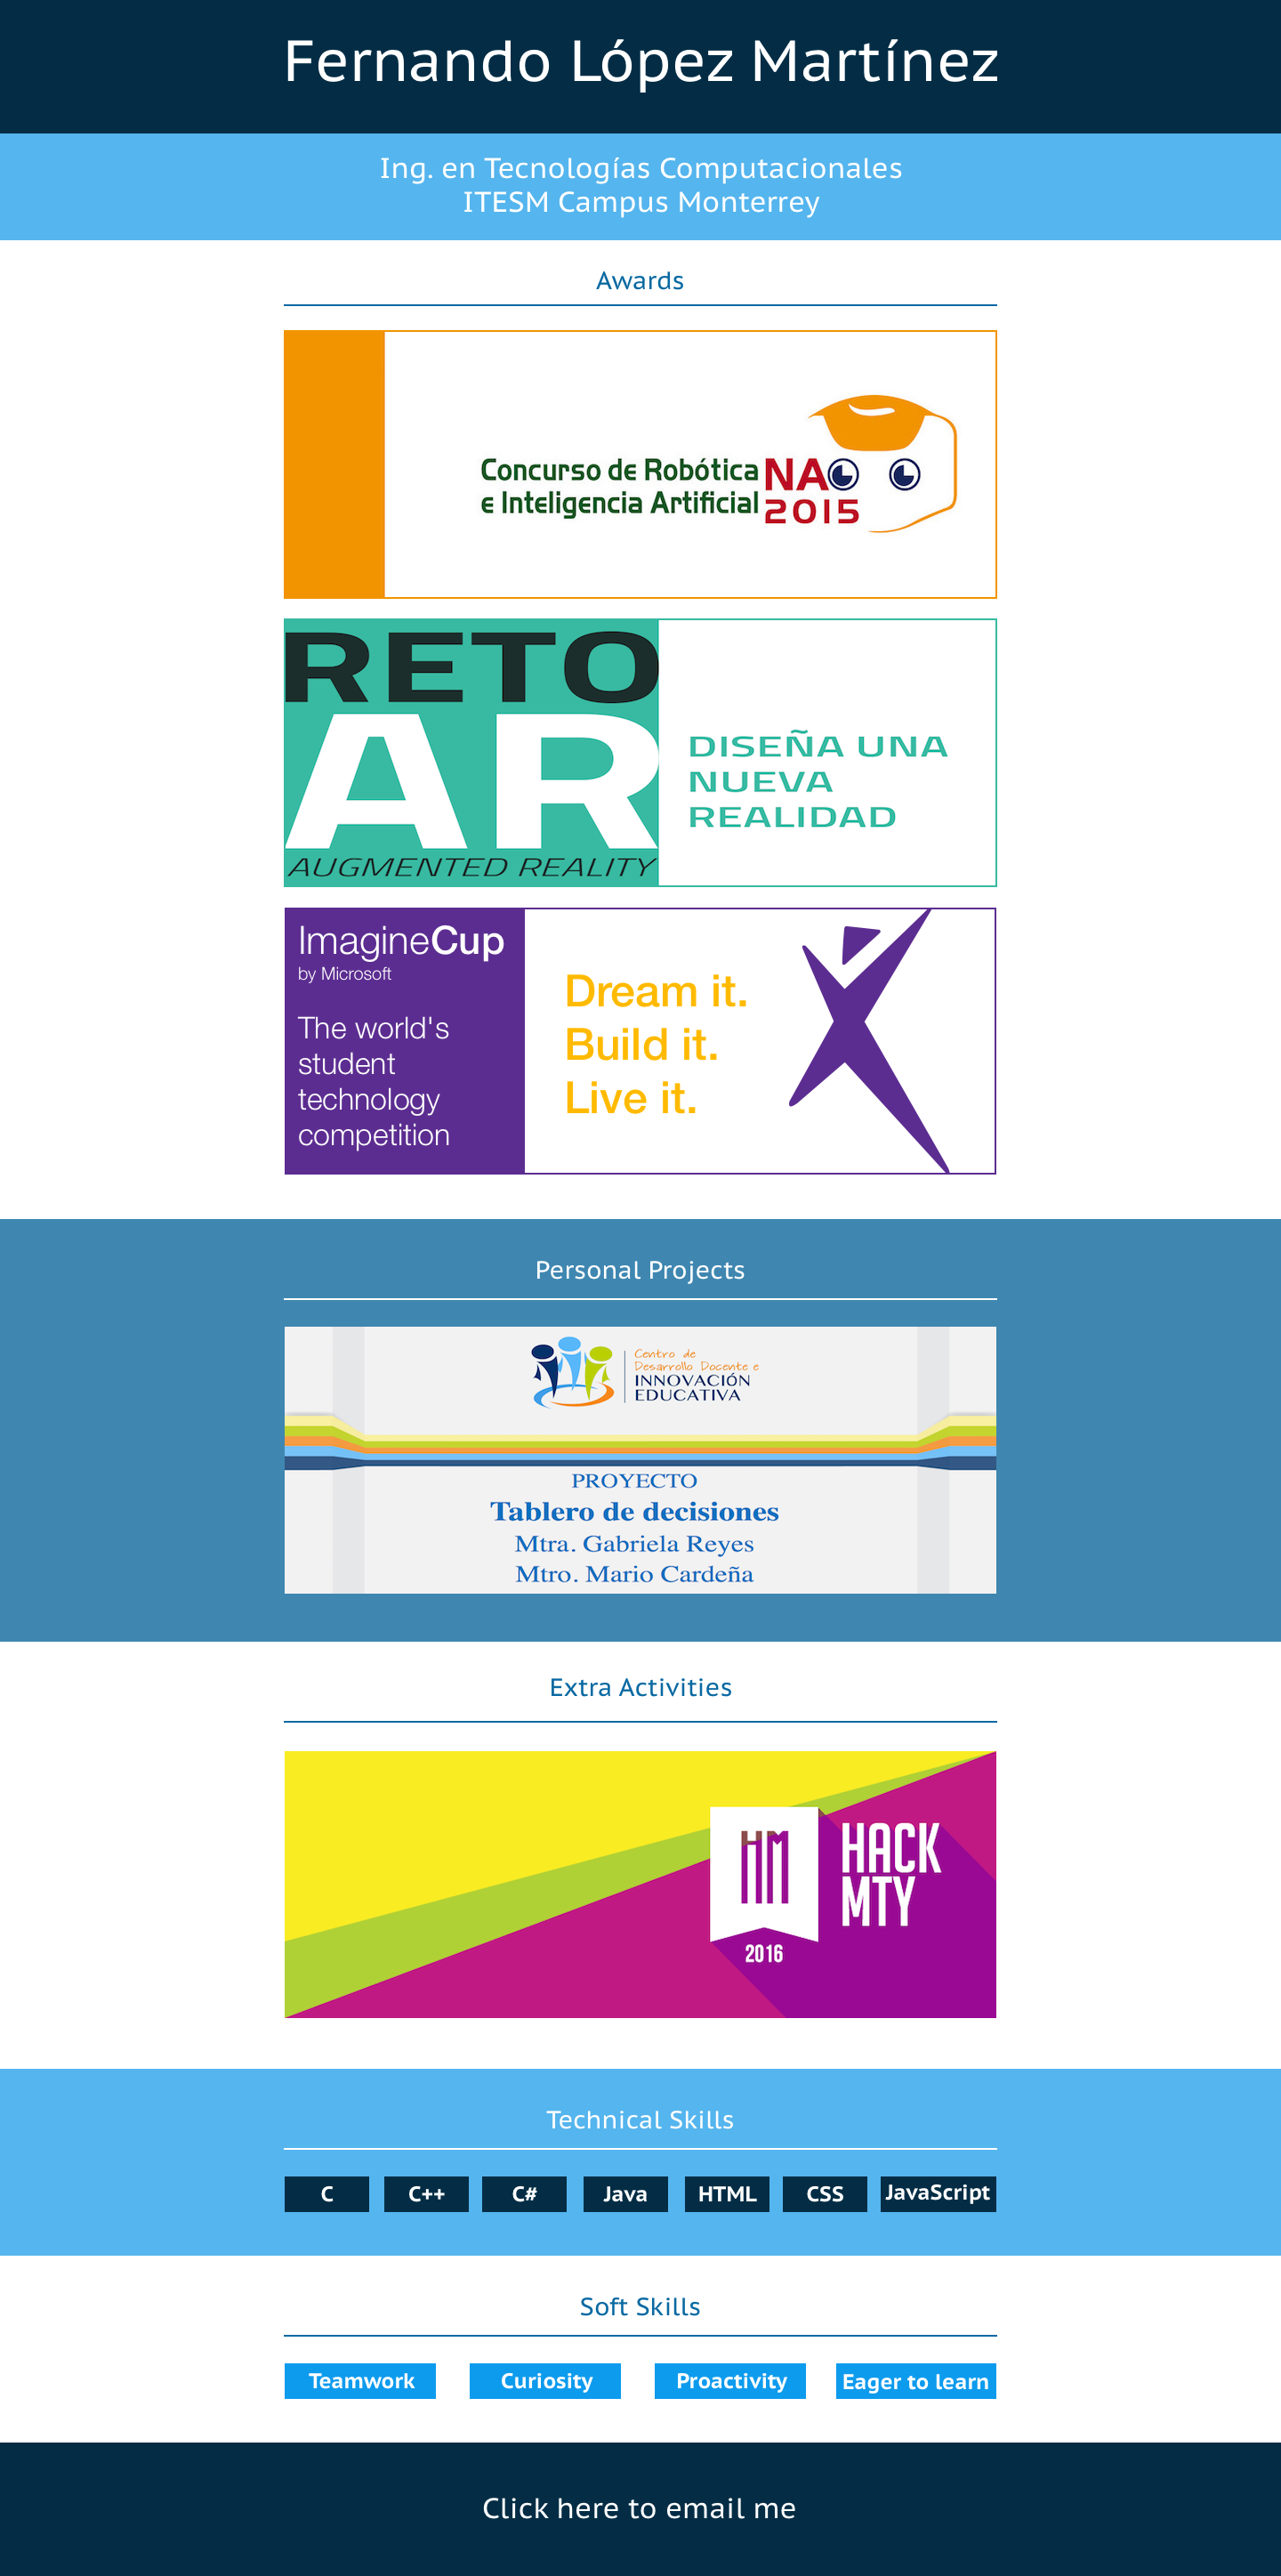 Fernando López Martínez
Ing. en Tecnologías Computacionales
ITESM Campus Monterrey
Awards
Concurso de Robótica
e Inteligencia Artificial
NAO
2015
RETO
AR
AUGMENTED REALITY
DISEÑA UNA
NUEVA
REALIDAD
ImagineCup
by Microsoft
The world's
student
technology
competition
Dream it.
Build it.
Live it.
Personal Projects
Centro de
Desarrollo Docente e
INNOVACIÓN
EDUCATIVA
PROYECTO
Tablero de decisiones
Mtra. Gabriela Reyes
Mtro. Mario Cardeña
Extra Activities
HM
HACK
MTY
2016
Technical Skills
C C++ C# Java HTML CSS JavaScript
Soft Skills
Teamwork Curiosity Proactivity Eager to learn
Click here to email me